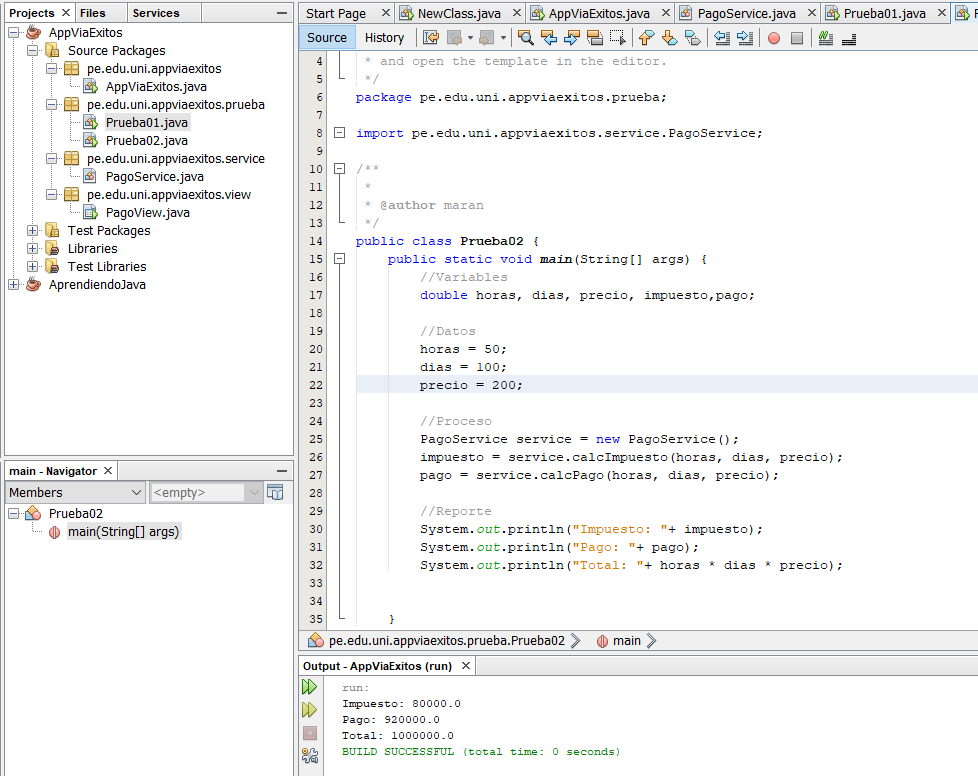 Projects × Files Services
AppViaExitos
Source Packages
pe.edu.uni.appviaexitos
AppViaExitos.java
pe.edu.uni.appviaexitos.prueba
Prueba01.java
Prueba02.java
pe.edu.uni.appviaexitos.service
PagoService.java
pe.edu.uni.appviaexitos.view
PagoView.java
Test Packages
Libraries
Test Libraries
AprendiendoJava
main - Navigator ×
Members <empty>
Prueba02
main(String[] args)
Start Page × NewClass.java × AppViaExitos.java × PagoService.java × Prueba01.java ×
Source History
4 * and open the template in the editor.
5 */
6 package pe.edu.uni.appviaexitos.prueba;
7
8 import pe.edu.uni.appviaexitos.service.PagoService;
9
10 /**
11 *
12 * @author maran
13 */
14 public class Prueba02 {
15 public static void main(String[] args) {
16 //Variables
17 double horas, dias, precio, impuesto,pago;
18
19 //Datos
20 horas = 50;
21 dias = 100;
22 precio = 200;
23
24 //Proceso
25 PagoService service = new PagoService();
26 impuesto = service.calcImpuesto(horas, dias, precio);
27 pago = service.calcPago(horas, dias, precio);
28
29 //Reporte
30 System.out.println("Impuesto: "+ impuesto);
31 System.out.println("Pago: "+ pago);
32 System.out.println("Total: "+ horas * dias * precio);
33
34
35 }
pe.edu.uni.appviaexitos.prueba.Prueba02 main
Output - AppViaExitos (run) ×
run:
Impuesto: 80000.0
Pago: 920000.0
Total: 1000000.0
BUILD SUCCESSFUL (total time: 0 seconds)